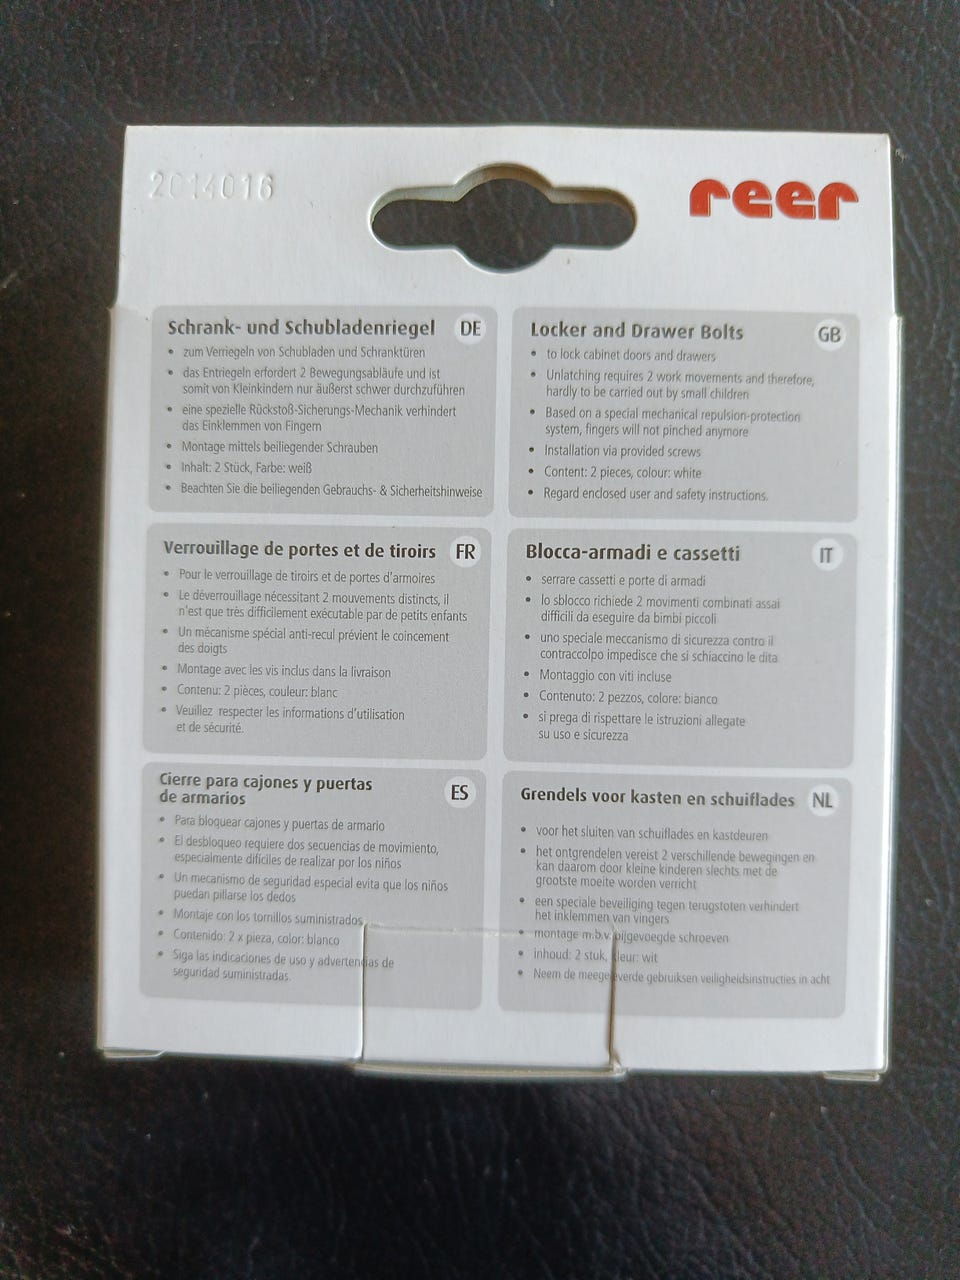 2014016
reer
Schrank- und Schubladenriegel DE
• zum Verriegeln von Schubladen und Schranktüren
• das Entriegeln erfordert 2 Bewegungsabläufe und ist
somit von Kleinkindern nur äußerst schwer durchzuführen
• eine spezielle Rückstoß-Sicherungs-Mechanik verhindert
das Einklemmen von Fingern
• Montage mittels beiliegender Schrauben
• Inhalt: 2 Stück, Farbe: weiß
• Beachten Sie die beiliegenden Gebrauchs- & Sicherheitshinweise
Locker and Drawer Bolts GB
• to lock cabinet doors and drawers
• Unlatching requires 2 work movements and therefore,
hardly to be carried out by small children
• Based on a special mechanical repulsion-protection
system, fingers will not pinched anymore
• Installation via provided screws
• Content: 2 pieces, colour: white
• Regard enclosed user and safety instructions.
Verrouillage de portes et de tiroirs FR
• Pour le verrouillage de tiroirs et de portes d'armoires
• Le déverrouillage nécessitant 2 mouvements distincts, il
n'est que très difficilement exécutable par de petits enfants
• Un mécanisme spécial anti-recul prévient le coincement
des doigts
• Montage avec les vis inclus dans la livraison
• Contenu: 2 pièces, couleur: blanc
• Veuillez respecter les informations d'utilisation
et de sécurité.
Blocca-armadi e cassetti IT
• serrare cassetti e porte di armadi
• lo sblocco richiede 2 movimenti combinati assai
difficili da eseguire da bimbi piccoli
• uno speciale meccanismo di sicurezza contro il
contraccolpo impedisce che si schiaccino le dita
• Montaggio con viti incluse
• Contenuto: 2 pezzos, colore: bianco
• si prega di rispettare le istruzioni allegate
su uso e sicurezza
Cierre para cajones y puertas
de armarios ES
• Para bloquear cajones y puertas de armario
• El desbloqueo requiere dos secuencias de movimiento,
especialmente difíciles de realizar por los niños
• Un mecanismo de seguridad especial evita que los niños
puedan pillarse los dedos
• Montaje con los tornillos suministrados
• Contenido: 2 x pieza, color: blanco
• Siga las indicaciones de uso y advertencias de
seguridad suministradas.
Grendels voor kasten en schuiflades NL
• voor het sluiten van schuiflades en kastdeuren
• het ontgrendelen vereist 2 verschillende bewegingen en
kan daarom door kleine kinderen slechts met de
grootste moeite worden verricht
• een speciale beveiliging tegen terugstoten verhindert
het inklemmen van vingers
• montage m.b.v. bijgevoegde schroeven
• inhoud: 2 stuk, kleur: wit
• Neem de meegeleverde gebruiksen veiligheidsinstructies in acht